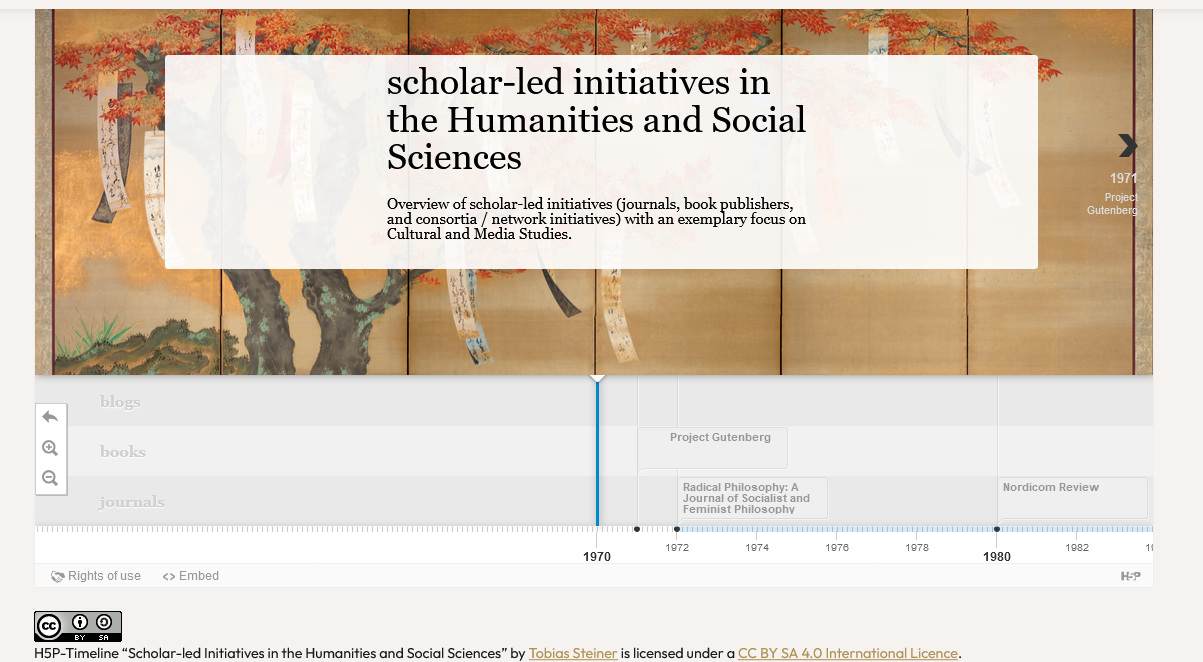 scholar-led initiatives in
the Humanities and Social
Sciences
Overview of scholar-led initiatives (journals, book publishers,
and consortia / network initiatives) with an exemplary focus on
Cultural and Media Studies.
1971
Project
Gutenberg
blogs
books
journals
Project Gutenberg
Radical Philosophy: A
Journal of Socialist and
Feminist Philosophy
Nordicom Review
1970
1972
1974
1976
1978
1980
1982
Rights of use
<> Embed
H5P
cc BY SA
H5P-Timeline “Scholar-led Initiatives in the Humanities and Social Sciences” by Tobias Steiner is licensed under a CC BY SA 4.0 International Licence.